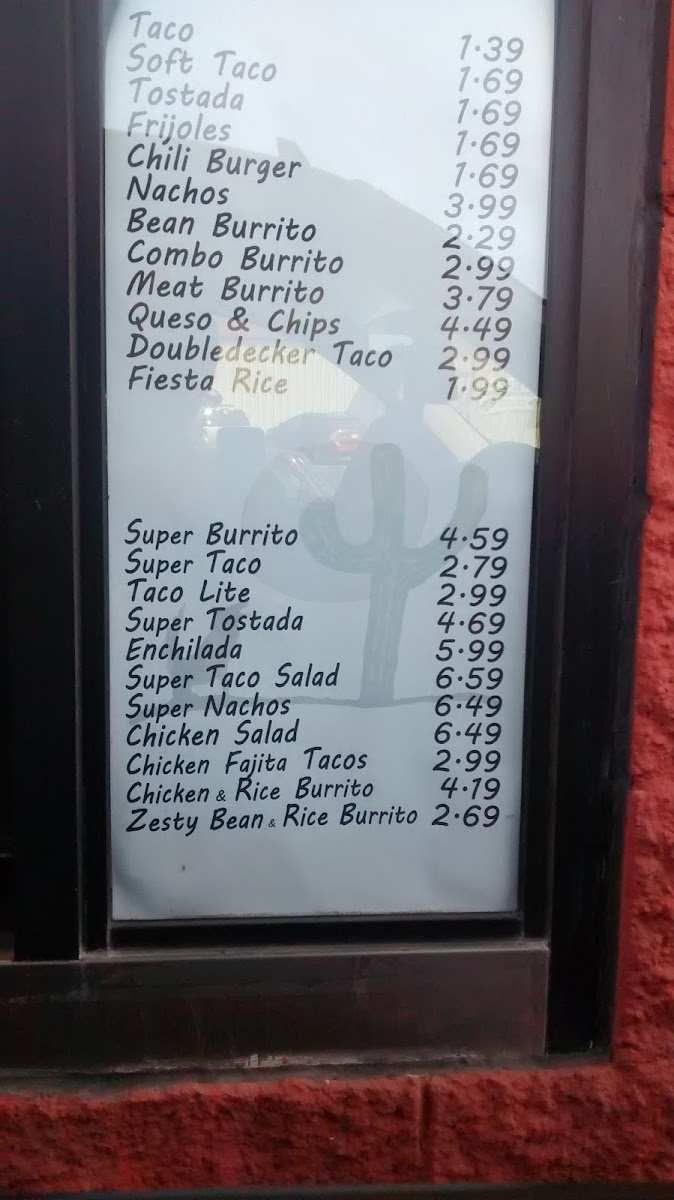 Taco 1.39
Soft Taco 1.69
Tostada 1.69
Frijoles 1.69
Chili Burger 1.69
Nachos 3.99
Bean Burrito 2.29
Combo Burrito 2.99
Meat Burrito 3.79
Queso & Chips 4.49
Doubledecker Taco 2.99
Fiesta Rice 1.99
Super Burrito 4.59
Super Taco 2.79
Taco Lite 2.99
Super Tostada 4.69
Enchilada 5.99
Super Taco Salad 6.59
Super Nachos 6.49
Chicken Salad 6.49
Chicken Fajita Tacos 2.99
Chicken & Rice Burrito 4.19
Zesty Bean & Rice Burrito 2.69